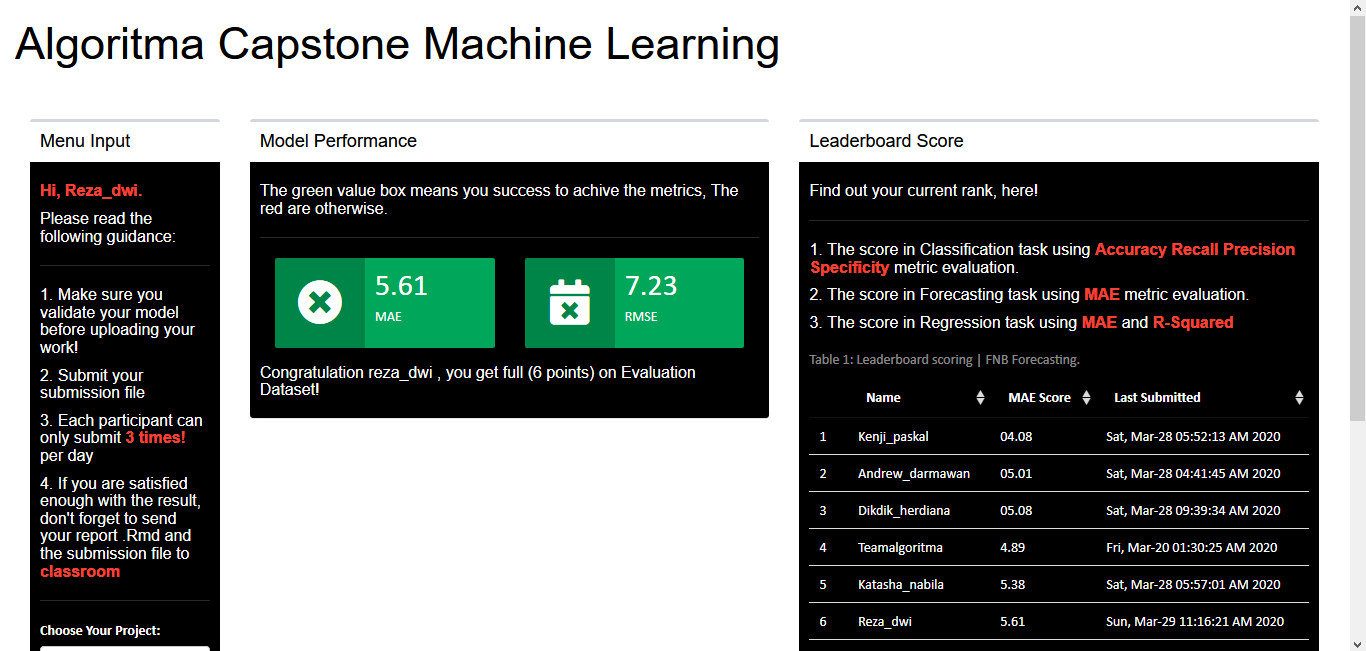 Algoritma Capstone Machine Learning
Menu Input
Hi, Reza_dwi.
Please read the
following guidance:
1. Make sure you
validate your model
before uploading your
work!
2. Submit your
submission file
3. Each participant can
only submit 3 times!
per day
4. If you are satisfied
enough with the result,
don't forget to send
your report .Rmd and
the submission file to
classroom
Choose Your Project:
Model Performance
The green value box means you success to achive the metrics, The
red are otherwise.
5.61
MAE
7.23
RMSE
Congratulation reza_dwi , you get full (6 points) on Evaluation
Dataset!
Leaderboard Score
Find out your current rank, here!
1. The score in Classification task using Accuracy Recall Precision
Specificity metric evaluation.
2. The score in Forecasting task using MAE metric evaluation.
3. The score in Regression task using MAE and R-Squared
Table 1: Leaderboard scoring | FNB Forecasting.
Name MAE Score Last Submitted
1 Kenji_paskal 04.08 Sat, Mar-28 05:52:13 AM 2020
2 Andrew_darmawan 05.01 Sat, Mar-28 04:41:45 AM 2020
3 Dikdik_herdiana 05.08 Sat, Mar-28 09:39:34 AM 2020
4 Teamalgoritma 4.89 Fri, Mar-20 01:30:25 AM 2020
5 Katasha_nabila 5.38 Sat, Mar-28 05:57:01 AM 2020
6 Reza_dwi 5.61 Sun, Mar-29 11:16:21 AM 2020